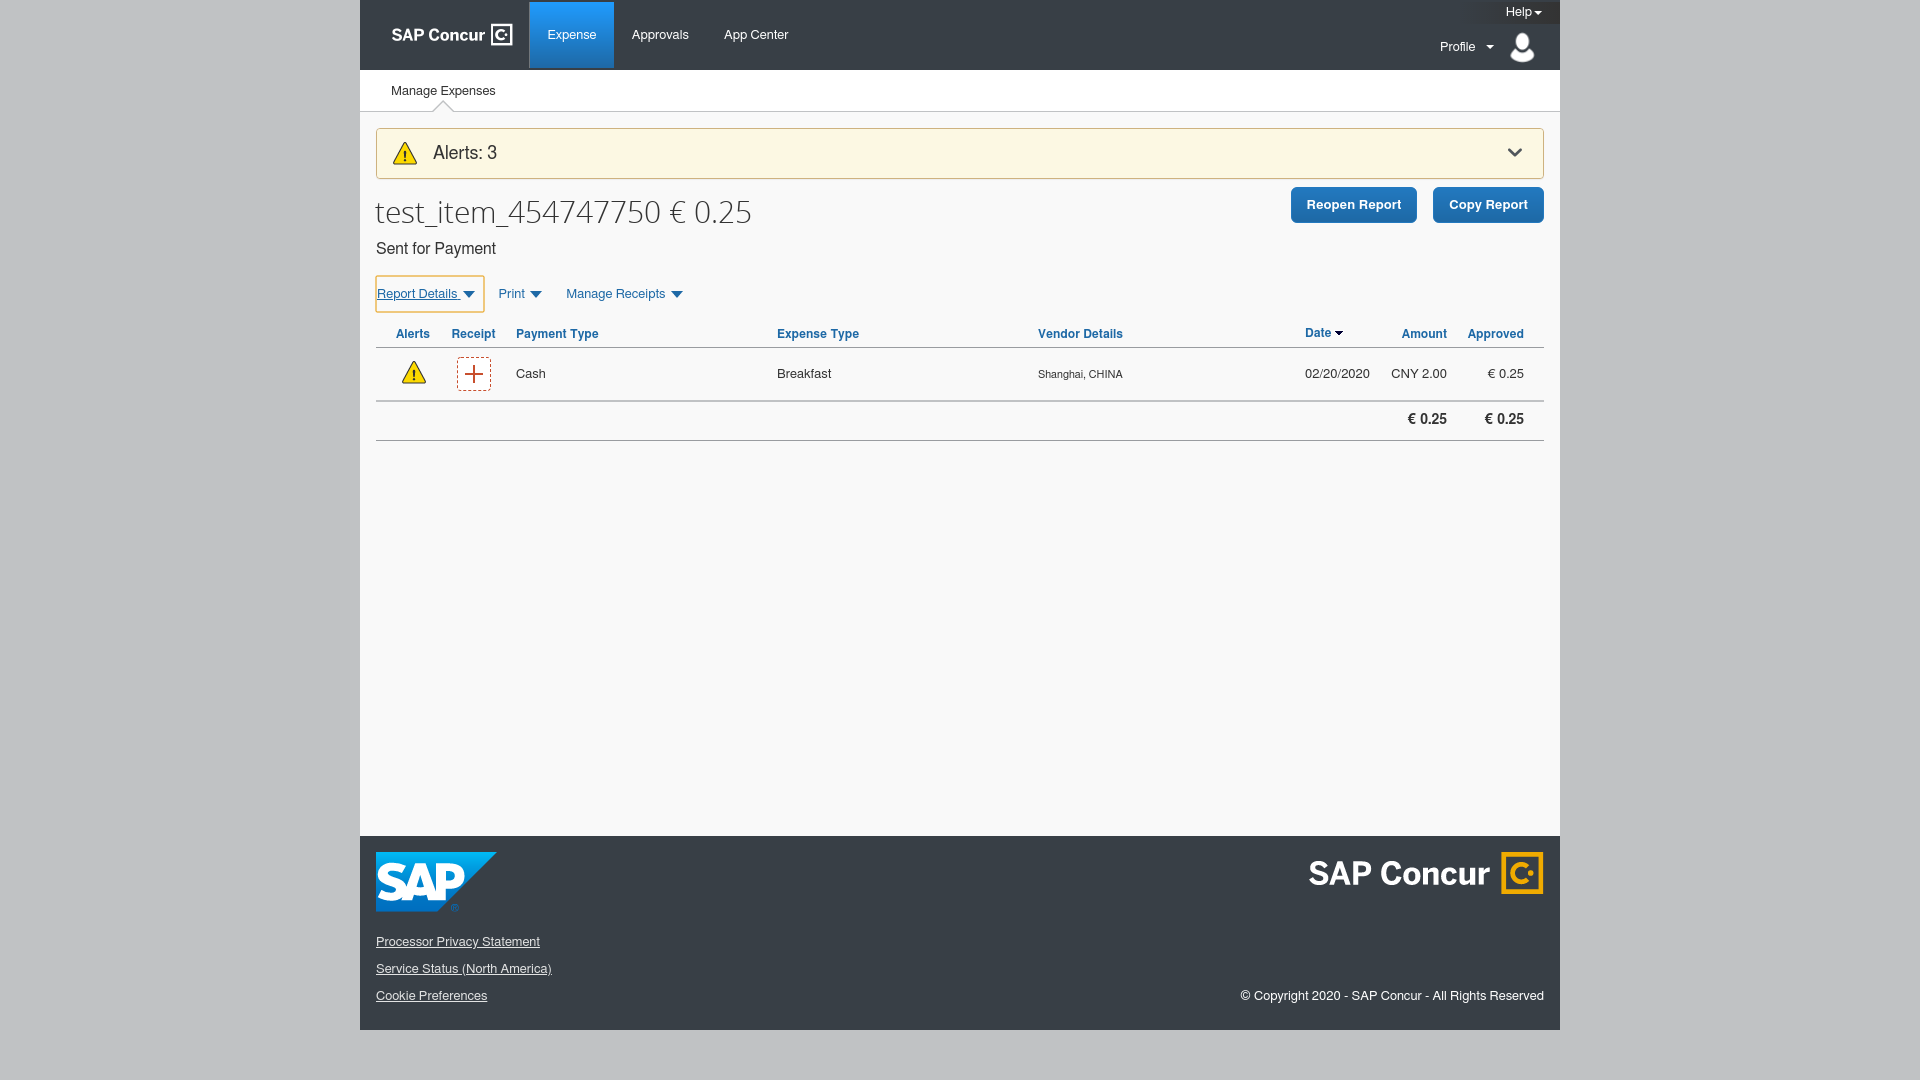 Help
SAP Concur
Expense
Approvals
App Center
Profile
Manage Expenses
Alerts: 3
test_item_454747750 € 0.25
Reopen Report
Copy Report
Sent for Payment
Report Details
Print
Manage Receipts
Alerts Receipt Payment Type Expense Type Vendor Details Date Amount Approved
Cash Breakfast Shanghai, CHINA 02/20/2020 CNY 2.00 € 0.25
€ 0.25 € 0.25
SAP ®
SAP Concur
Processor Privacy Statement
Service Status (North America)
Cookie Preferences
© Copyright 2020 - SAP Concur - All Rights Reserved